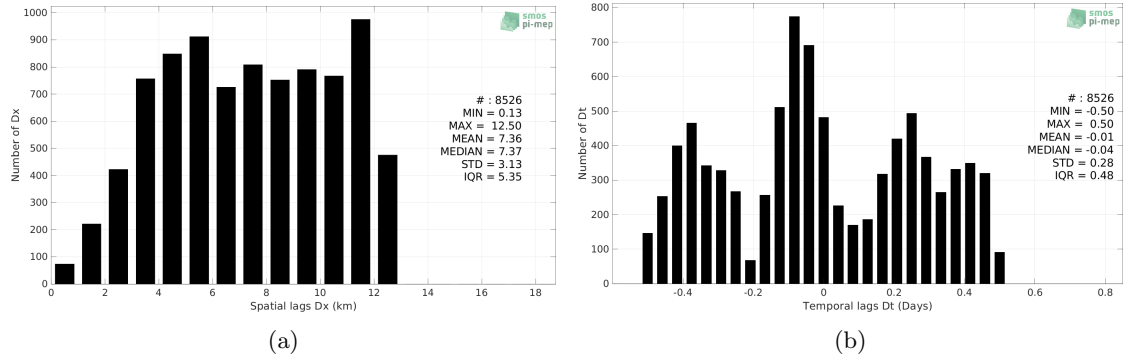 smos
pi-mep
1000
900
800
700
600
500
400
300
200
100
0
Number of Dx
# : 8526
MIN = 0.13
MAX = 12.50
MEAN = 7.36
MEDIAN = 7.37
STD = 3.13
IQR = 5.35
0 2 4 6 8 10 12 14 16 18
Spatial lags Dx (km)
(a)
smos
pi-mep
800
700
600
500
400
300
200
100
0
Number of Dt
# : 8526
MIN = -0.50
MAX = 0.50
MEAN = -0.01
MEDIAN = -0.04
STD = 0.28
IQR = 0.48
-0.4 -0.2 0 0.2 0.4 0.6 0.8
Temporal lags Dt (Days)
(b)